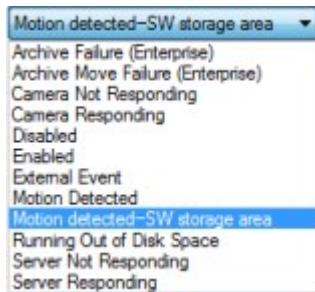 Motion detected-SW storage area
Archive Failure (Enterprise)
Archive Move Failure (Enterprise)
Camera Not Responding
Camera Responding
Disabled
Enabled
External Event
Motion Detected
Motion detected-SW storage area
Running Out of Disk Space
Server Not Responding
Server Responding